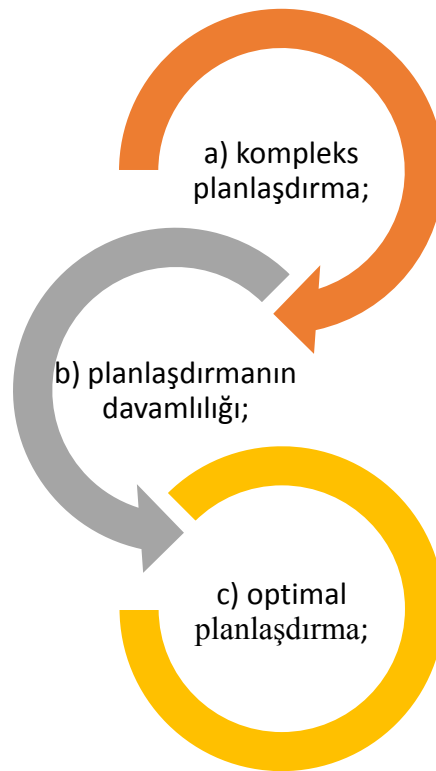 a) kompleks
planlaşdırma;
b) planlaşdırmanın
davamlılığı;
c) optimal
planlaşdırma;